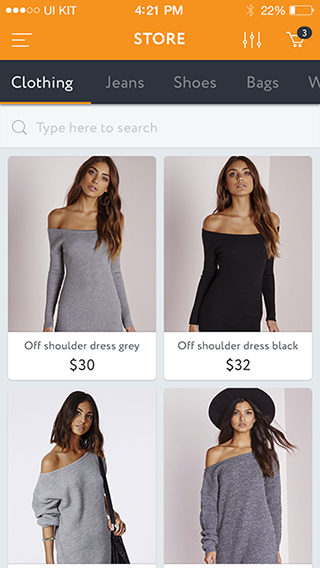 UI KIT 4:21 PM 22%
STORE 3
Clothing Jeans Shoes Bags W
Type here to search
Off shoulder dress grey Off shoulder dress black
$30 $32